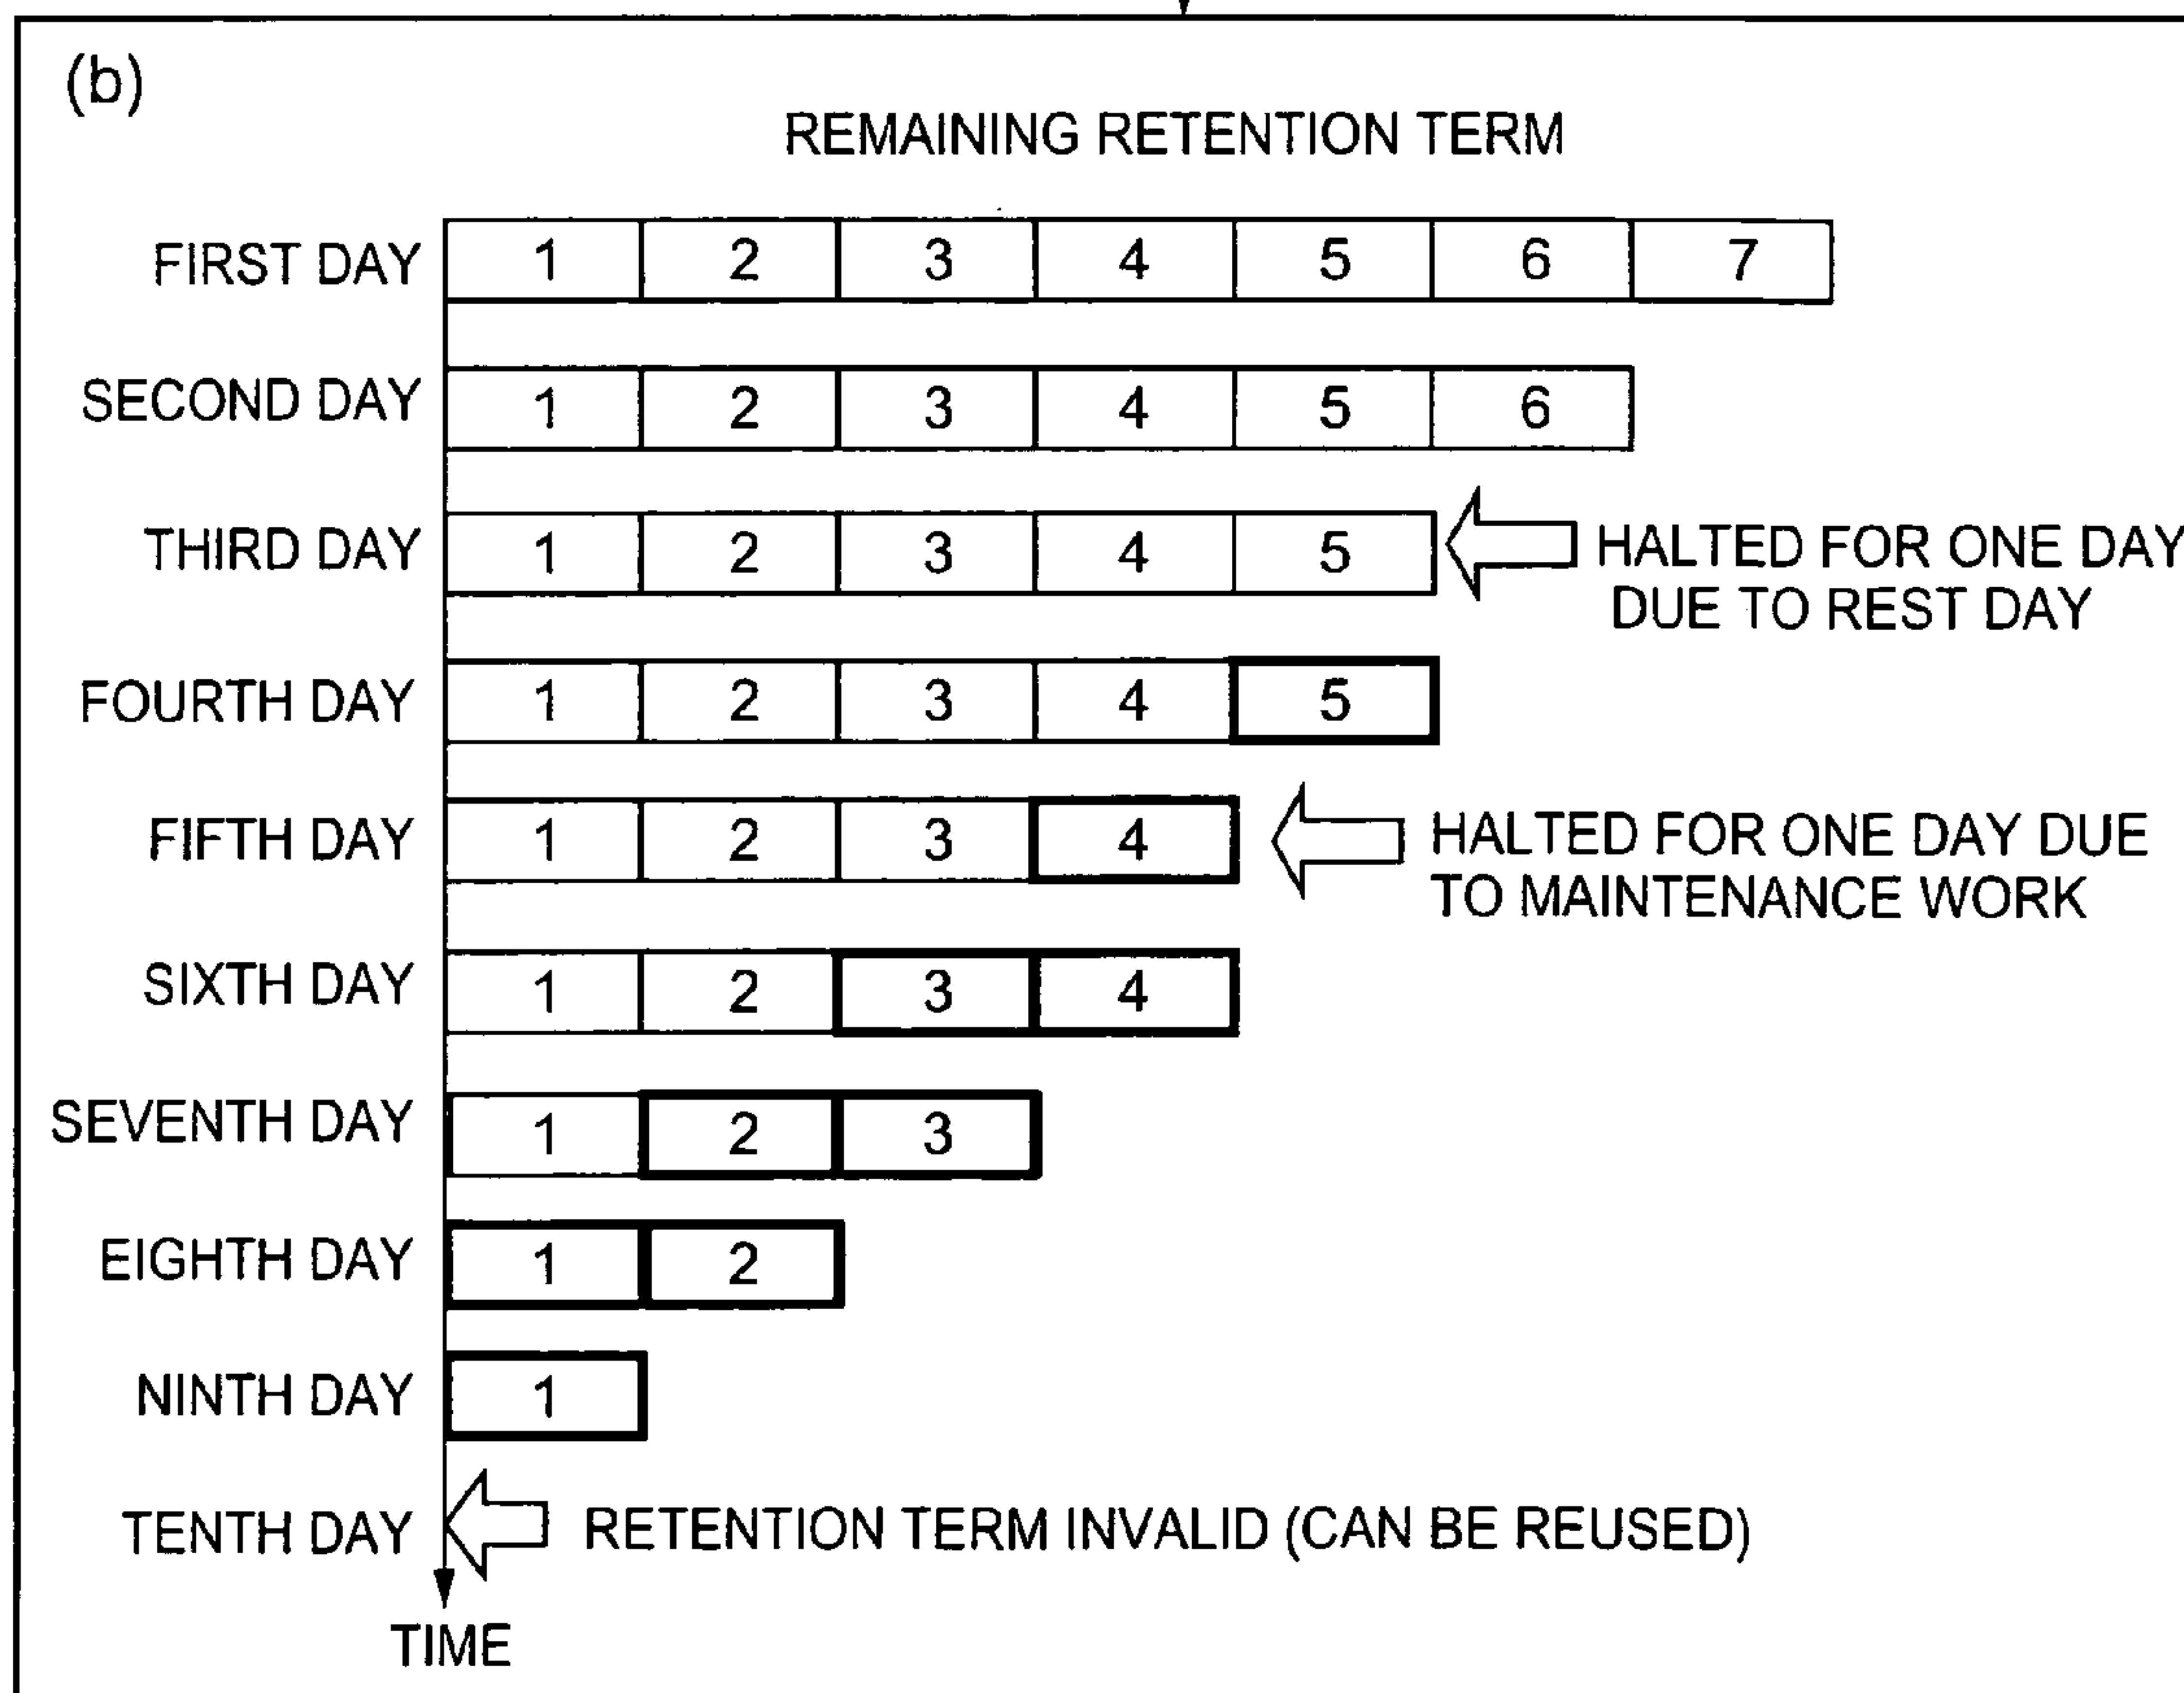 (b)
REMAINING RETENTION TERM
FIRST DAY 1 2 3 4 5 6 7
SECOND DAY 1 2 3 4 5 6
THIRD DAY 1 2 3 4 5 HALTED FOR ONE DAY
DUE TO REST DAY
FOURTH DAY 1 2 3 4 5
FIFTH DAY 1 2 3 4 HALTED FOR ONE DAY DUE
TO MAINTENANCE WORK
SIXTH DAY 1 2 3 4
SEVENTH DAY 1 2 3
EIGHTH DAY 1 2
NINTH DAY 1
TENTH DAY RETENTION TERM INVALID (CAN BE REUSED)
TIME